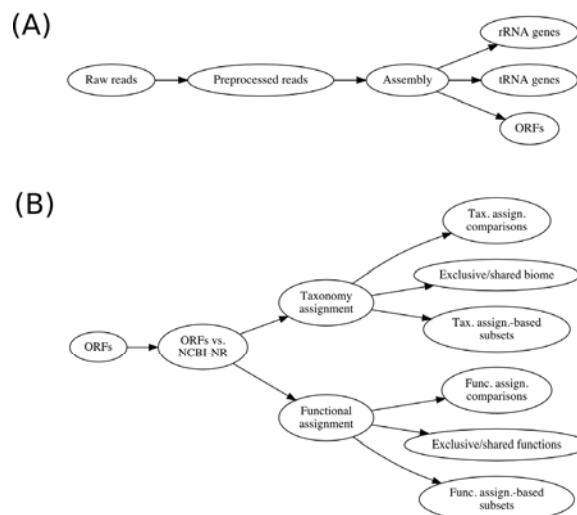 (A)
rRNA genes
Raw reads
Preprocessed reads
Assembly
tRNA genes
ORFs
(B)
Tax. assign.
comparisons
Taxonomy
assignment
Exclusive/shared biome
Tax. assign.-based
subsets
ORFs
ORFs vs.
NCBI-NR
Functional
assignment
Func. assign.
comparisons
Exclusive/shared functions
Func. assign.-based
subsets